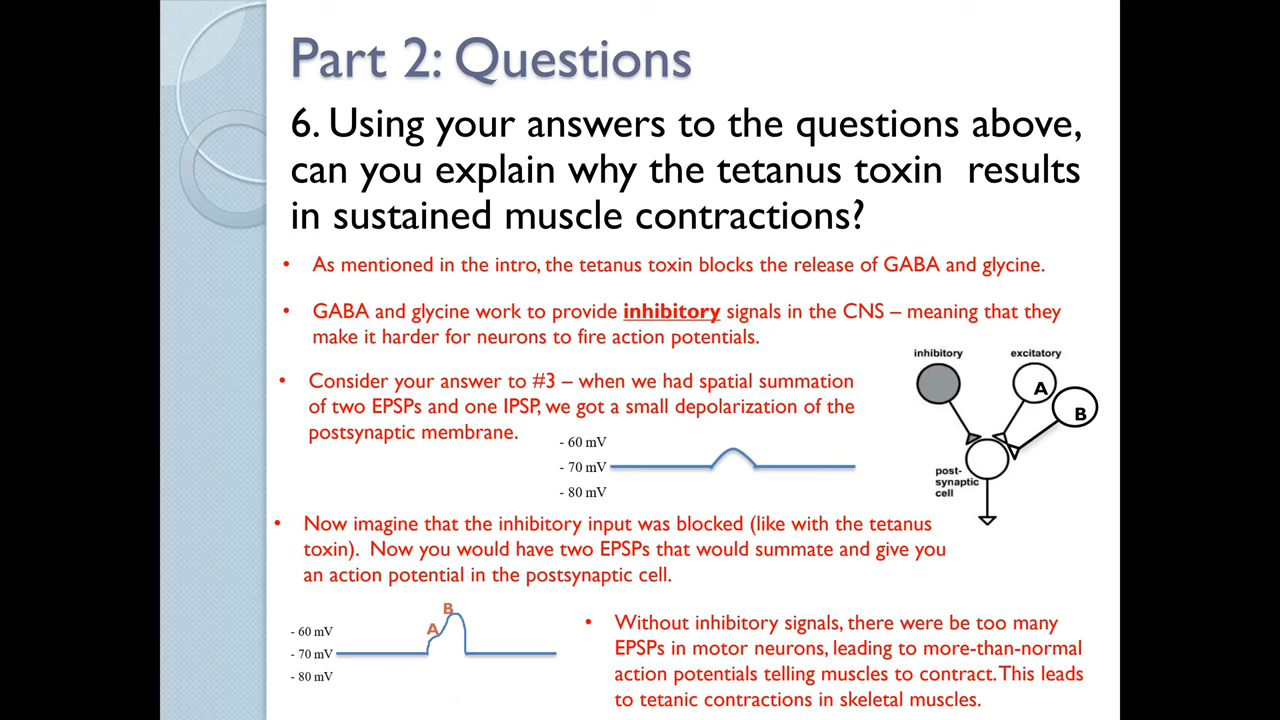 Part 2: Questions
6. Using your answers to the questions above,
can you explain why the tetanus toxin  results
in sustained muscle contractions?
• As mentioned in the intro, the tetanus toxin blocks the release of GABA and glycine.
• GABA and glycine work to provide inhibitory signals in the CNS – meaning that they
make it harder for neurons to fire action potentials.
• Consider your answer to #3 – when we had spatial summation
of two EPSPs and one IPSP, we got a small depolarization of the
postsynaptic membrane.
- 60 mV
- 70 mV
- 80 mV
inhibitory
excitatory
A
B
post-
synaptic
cell
• Now imagine that the inhibitory input was blocked (like with the tetanus
toxin).  Now you would have two EPSPs that would summate and give you
an action potential in the postsynaptic cell.
B
A
- 60 mV
- 70 mV
- 80 mV
• Without inhibitory signals, there were be too many
EPSPs in motor neurons, leading to more-than-normal
action potentials telling muscles to contract. This leads
to tetanic contractions in skeletal muscles.